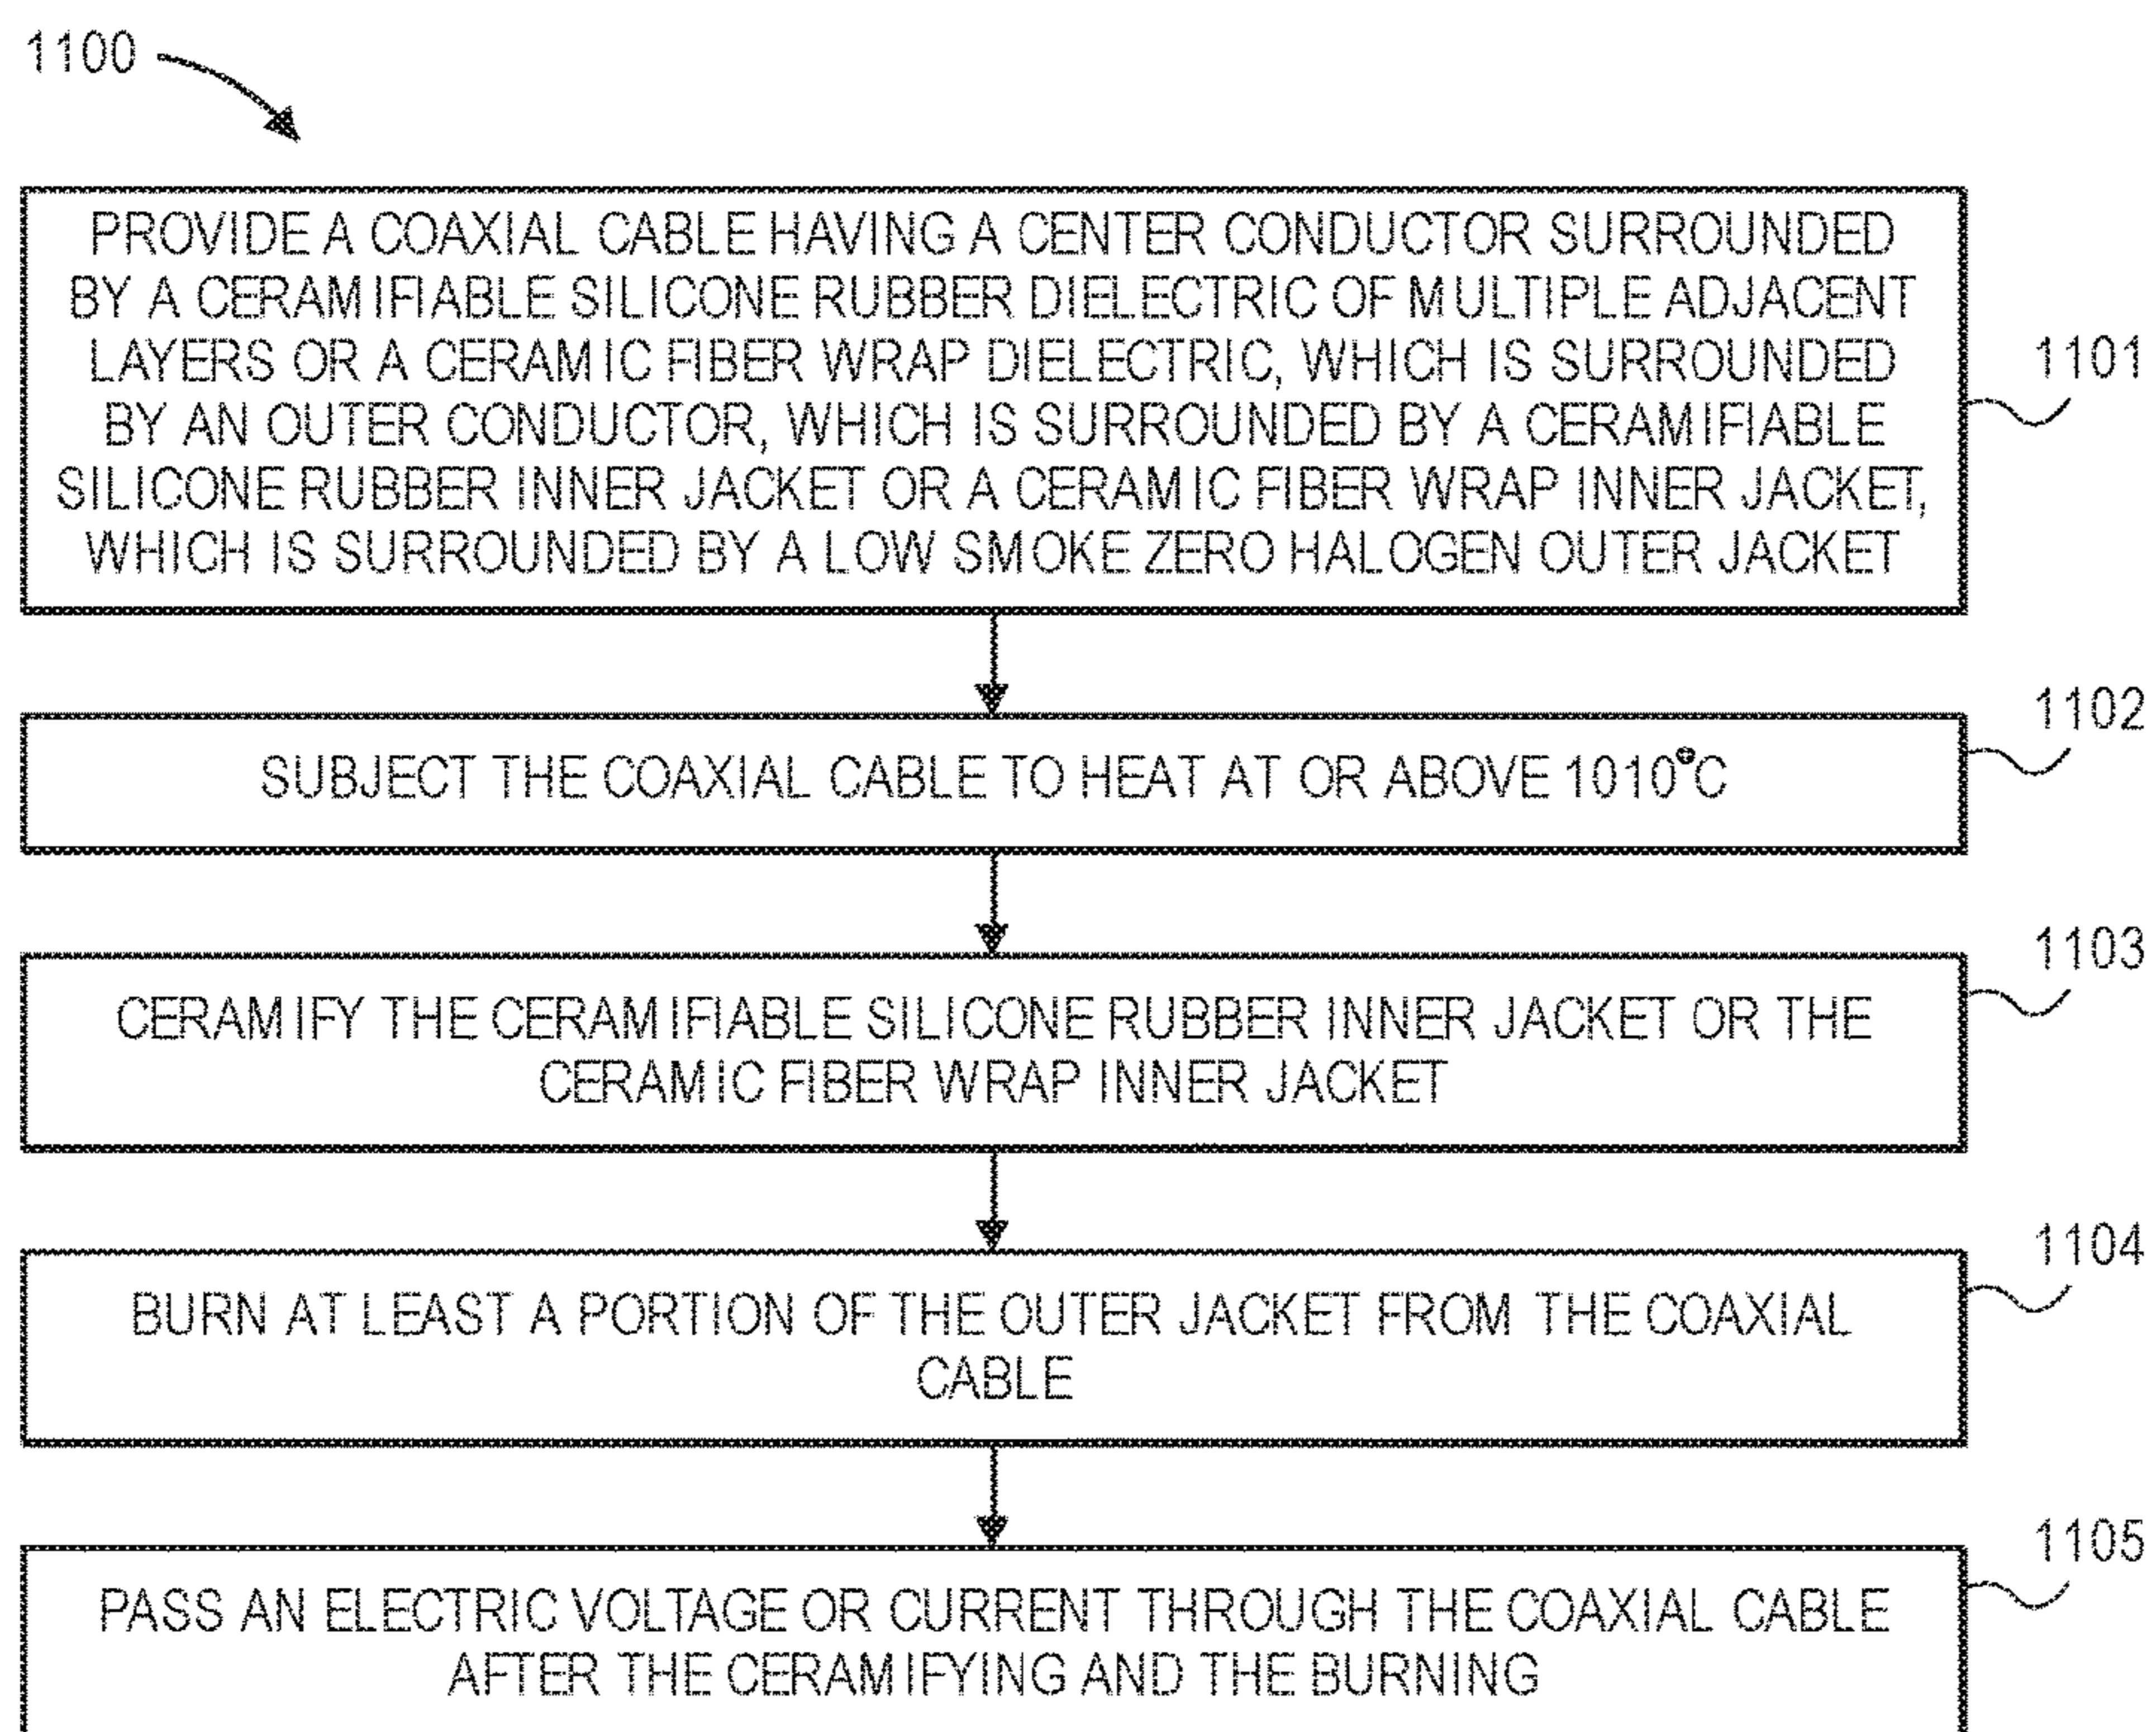 1100
PROVIDE A COAXIAL CABLE HAVING A CENTER CONDUCTOR SURROUNDED
BY A CERAMIFIABLE SILICONE RUBBER DIELECTRIC OF MULTIPLE ADJACENT
LAYERS OR A CERAMIC FIBER WRAP DIELECTRIC, WHICH IS SURROUNDED
BY AN OUTER CONDUCTOR, WHICH IS SURROUNDED BY A CERAMIFIABLE
SILICONE RUBBER INNER JACKET OR A CERAMIC FIBER WRAP INNER JACKET,
WHICH IS SURROUNDED BY A LOW SMOKE ZERO HALOGEN OUTER JACKET
1101
1102
SUBJECT THE COAXIAL CABLE TO HEAT AT OR ABOVE 1010°C
1103
CERAMIFY THE CERAMIFIABLE SILICONE RUBBER INNER JACKET OR THE
CERAMIC FIBER WRAP INNER JACKET
1104
BURN AT LEAST A PORTION OF THE OUTER JACKET FROM THE COAXIAL
CABLE
1105
PASS AN ELECTRIC VOLTAGE OR CURRENT THROUGH THE COAXIAL CABLE
AFTER THE CERAMIFYING AND THE BURNING